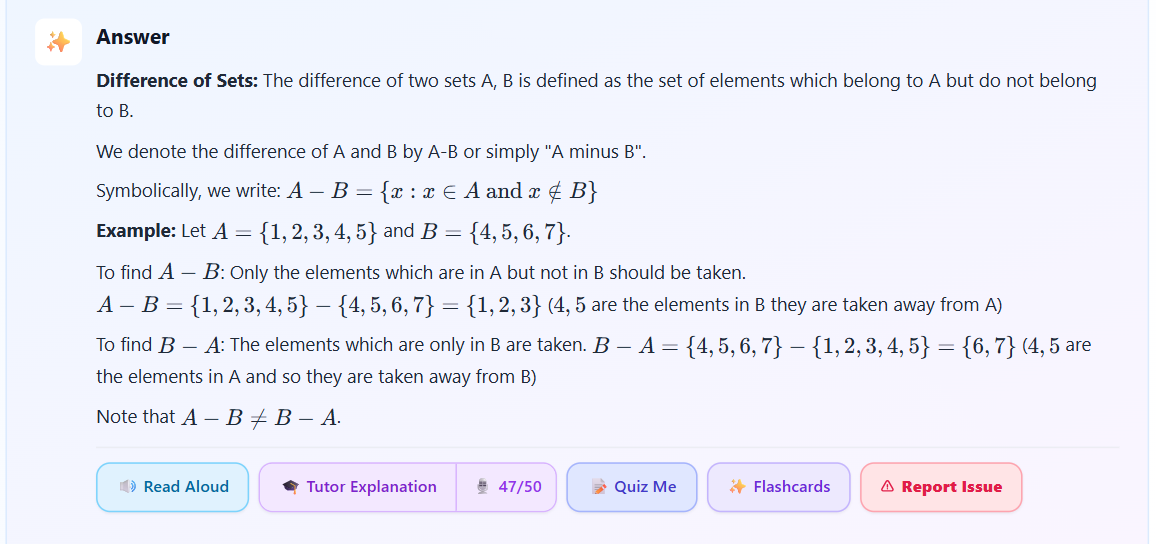 Answer
Difference of Sets: The difference of two sets A, B is defined as the set of elements which belong to A but do not belong
to B.
We denote the difference of A and B by A-B or simply "A minus B".
Symbolically, we write: A − B = {x : x ∈ A and x ∉ B}
Example: Let A = {1, 2, 3, 4, 5} and B = {4, 5, 6, 7}.
To find A − B: Only the elements which are in A but not in B should be taken.
A − B = {1, 2, 3, 4, 5} − {4, 5, 6, 7} = {1, 2, 3} (4, 5 are the elements in B they are taken away from A)
To find B − A: The elements which are only in B are taken. B − A = {4, 5, 6, 7} − {1, 2, 3, 4, 5} = {6, 7} (4, 5 are
the elements in A and so they are taken away from B)
Note that A − B ≠ B − A.
Read Aloud Tutor Explanation 47/50 Quiz Me Flashcards Report Issue